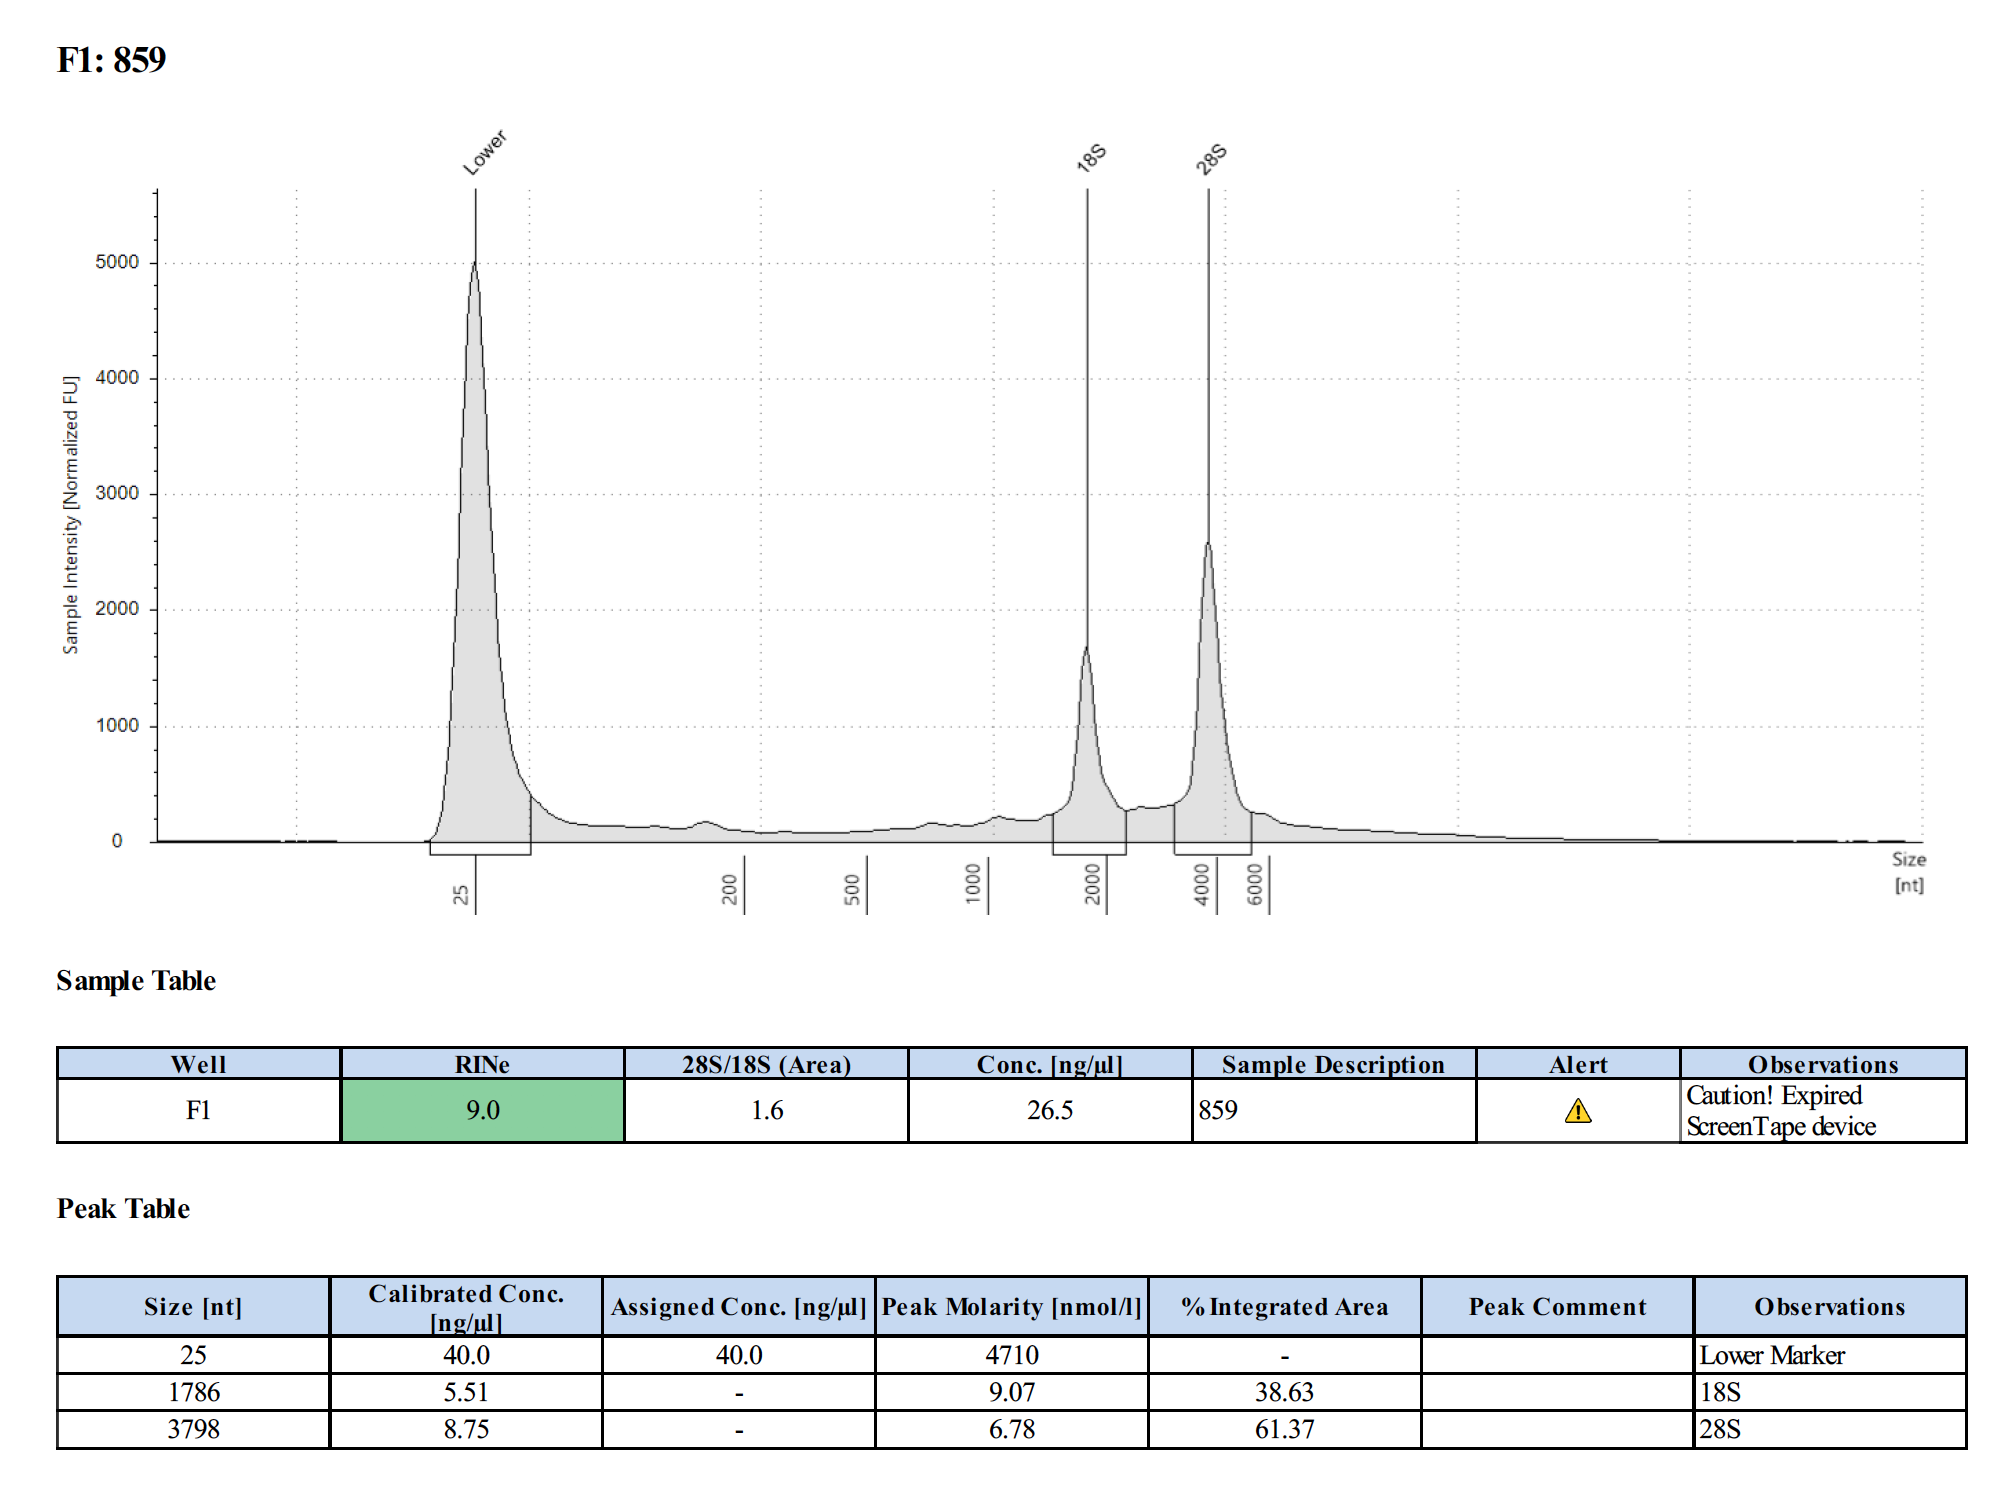 F1: 859
Lower
18S
28S
Sample Intensity [Normalized FU]
5000
4000
3000
2000
1000
0
25
200
500
1000
2000
4000
6000
Size
[nt]
Sample Table
Well RINe 28S/18S (Area) Conc. [ng/µl] Sample Description Alert Observations
F1 9.0 1.6 26.5 859 Caution! Expired
ScreenTape device
Peak Table
Size [nt] Calibrated Conc. [ng/µl] Assigned Conc. [ng/µl] Peak Molarity [nmol/l] % Integrated Area Peak Comment Observations
25 40.0 40.0 4710 - Lower Marker
1786 5.51 - 9.07 38.63 18S
3798 8.75 - 6.78 61.37 28S